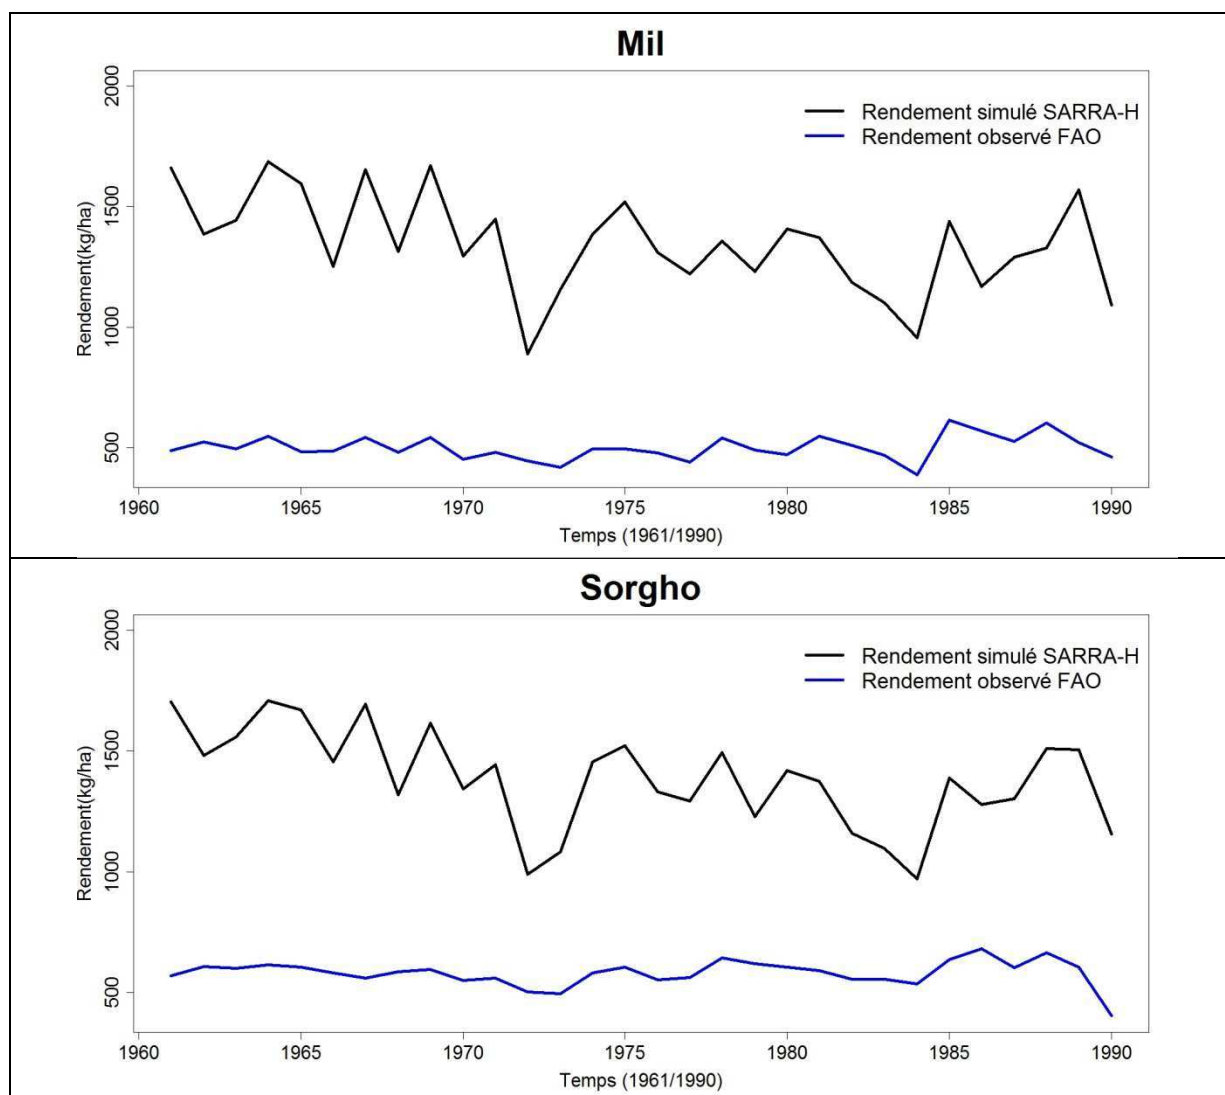 Mil
2000
1500
1000
500
Rendement(kg/ha)
Rendement simulé SARRA-H
Rendement observé FAO
1960 1965 1970 1975 1980 1985 1990
Temps (1961/1990)
Sorgho
2000
1500
1000
500
Rendement(kg/ha)
Rendement simulé SARRA-H
Rendement observé FAO
1960 1965 1970 1975 1980 1985 1990
Temps (1961/1990)